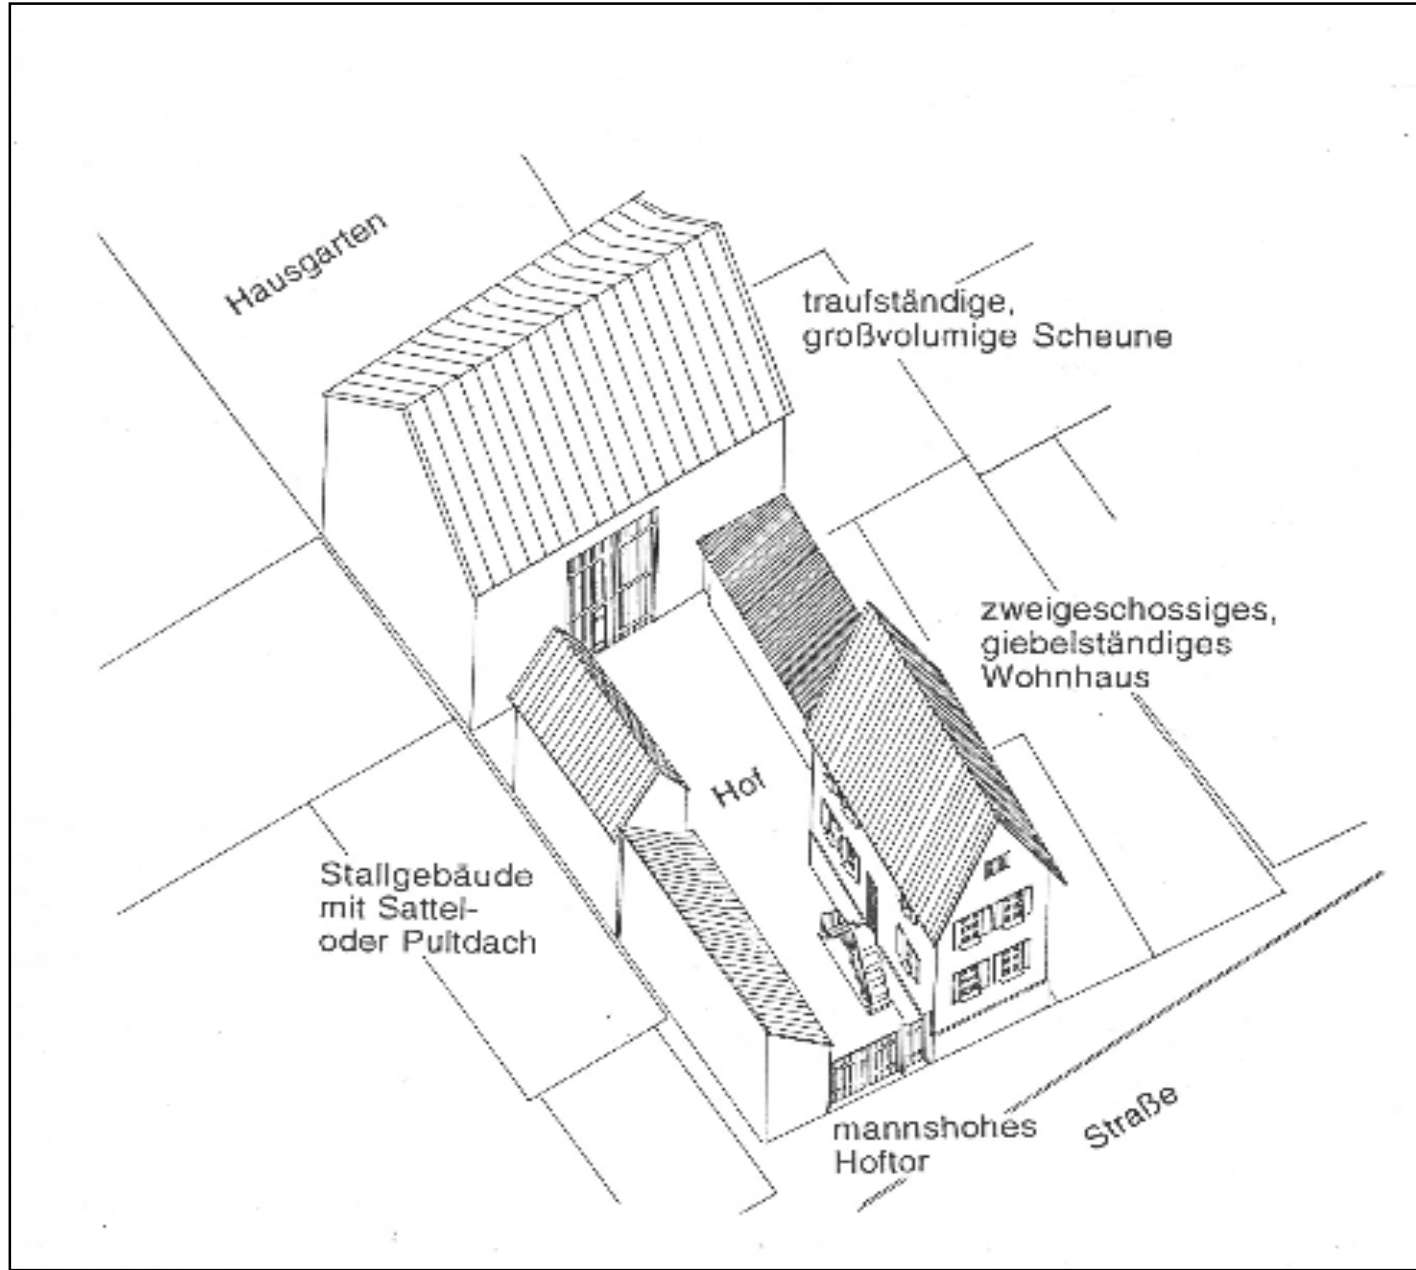 Hausgarten
traufständige,
großvolumige Scheune
zweigeschossiges,
giebelständiges
Wohnhaus
Hof
Stallgebäude
mit Sattel-
oder Pultdach
mannshohes
Hoftor
Straße